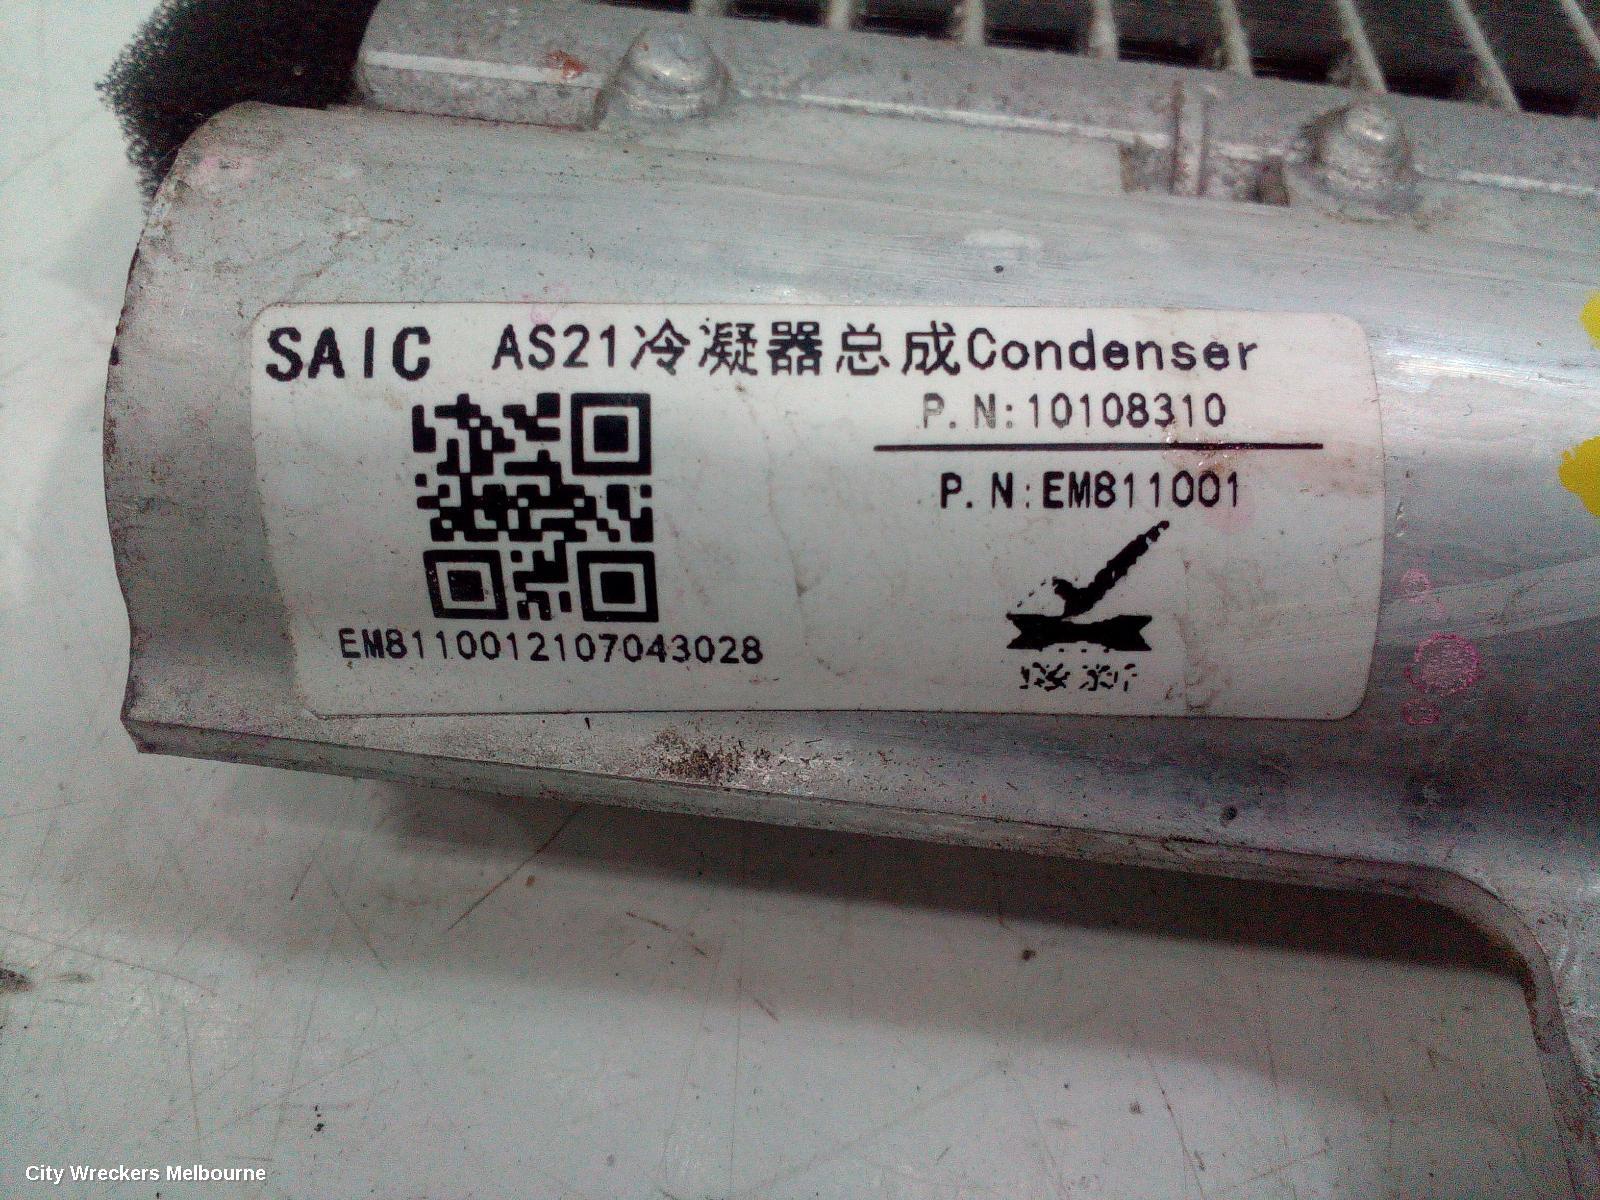 SAIC AS21冷凝器总成Condenser
P.N:10108310
P.N:EM811001
EM8110012107043028
City Wreckers Melbourne